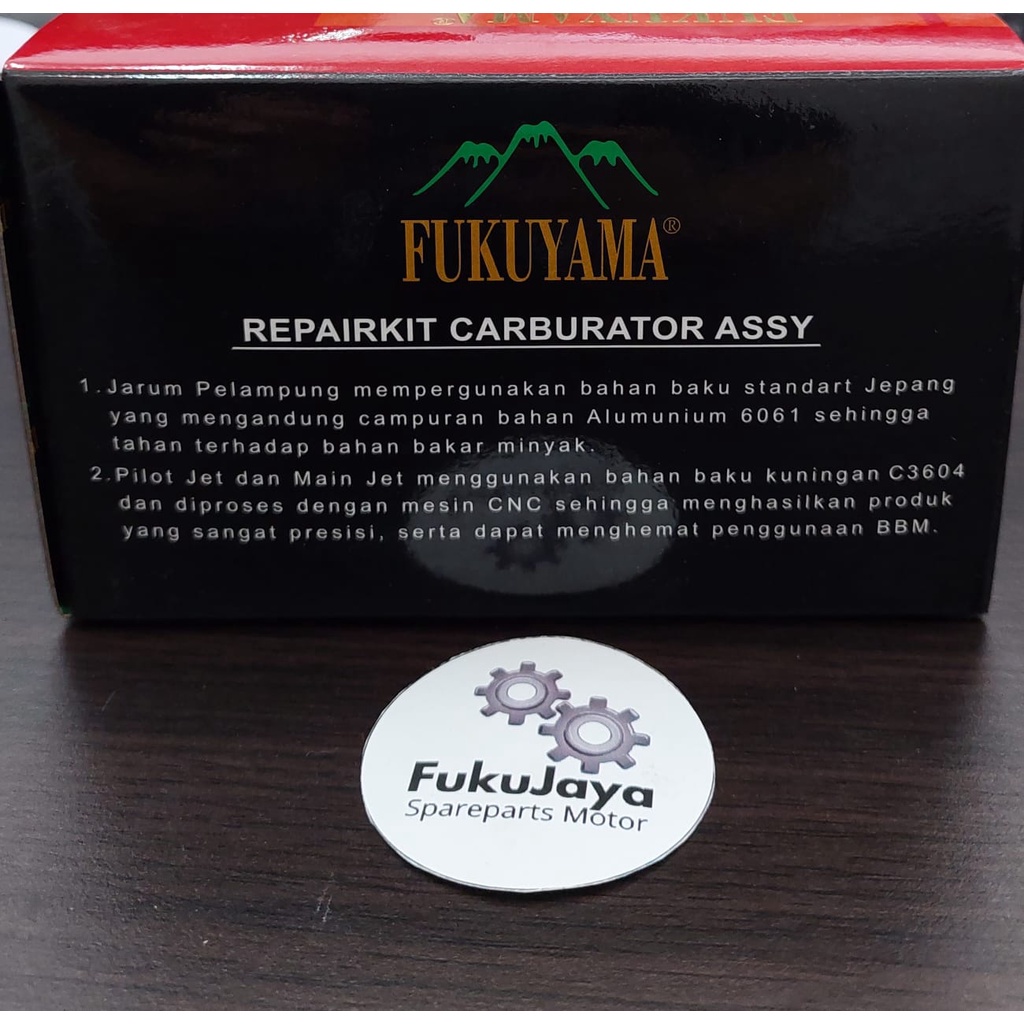 FUKUYAMA®
FUKUYAMA®
REPAIRKIT CARBURATOR ASSY
1. Jarum Pelampung mempergunakan bahan baku standart Jepang
yang mengandung campuran bahan Alumunium 6061 sehingga
tahan terhadap bahan bakar minyak.
2. Pilot Jet dan Main Jet menggunakan bahan baku kuningan C3604
dan diproses dengan mesin CNC sehingga menghasilkan produk
yang sangat presisi, serta dapat menghemat penggunaan BBM.
FukuJaya
Spareparts Motor